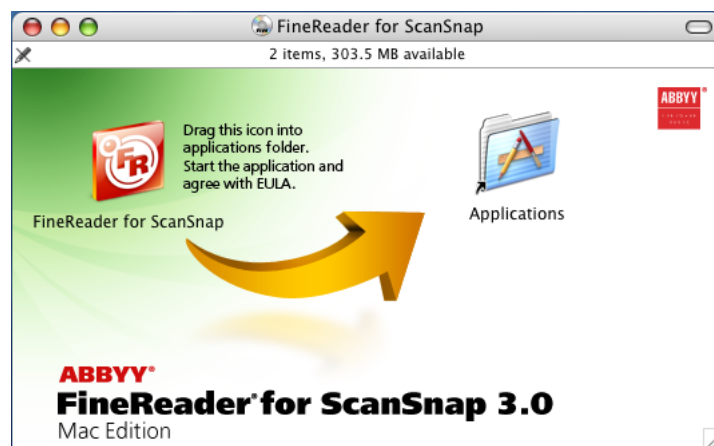 FineReader for ScanSnap
2 items, 303.5 MB available
ABBYY®
Drag this icon into
applications folder.
Start the application and
agree with EULA.
FR
FineReader for ScanSnap
Applications
ABBYY®
FineReader® for ScanSnap 3.0
Mac Edition